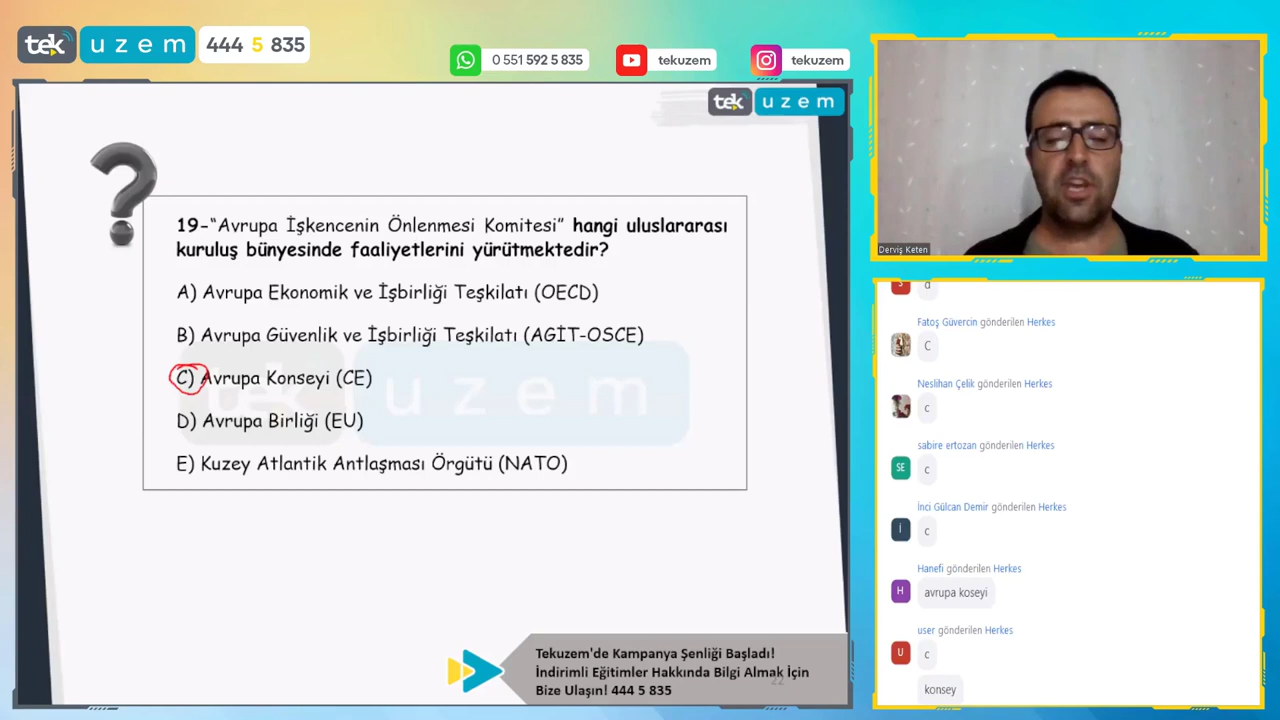 tek uzem 444 5 835
0 551 592 5 835
tekuzem
tekuzem
tek uzem
19-"Avrupa İşkencenin Önlenmesi Komitesi" hangi uluslararası
kuruluş bünyesinde faaliyetlerini yürütmektedir?
A) Avrupa Ekonomik ve İşbirliği Teşkilatı (OECD)
B) Avrupa Güvenlik ve İşbirliği Teşkilatı (AGİT-OSCE)
C) Avrupa Konseyi (CE)
D) Avrupa Birliği (EU)
E) Kuzey Atlantik Antlaşması Örgütü (NATO)
tek uzem
Tekuzem'de Kampanya Şenliği Başladı!
İndirimli Eğitimler Hakkında Bilgi Almak İçin
Bize Ulaşın! 444 5 835
22
Derviş Keten
S
d
Fatoş Güvercin gönderilen Herkes
C
Neslihan Çelik gönderilen Herkes
c
sabire ertozan gönderilen Herkes
SE
c
İnci Gülcan Demir gönderilen Herkes
İ
c
Hanefi gönderilen Herkes
H
avrupa koseyi
user gönderilen Herkes
U
c
konsey